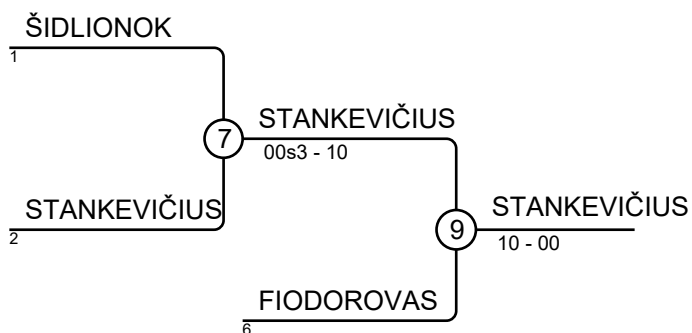 ŠIDLIONOK
1
7
STANKEVIČIUS
00s3 - 10
STANKEVIČIUS
2
9
STANKEVIČIUS
10 - 00
FIODOROVAS
6